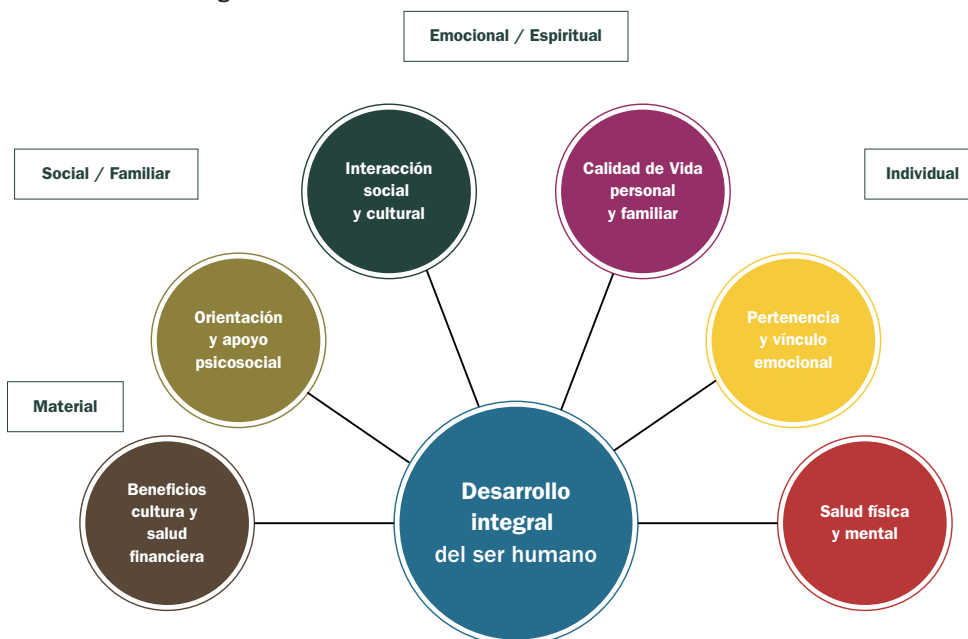 Emocional / Espiritual
Social / Familiar
Interacción
social
y cultural
Calidad de Vida
personal
y familiar
Individual
Orientación
y apoyo
psicosocial
Pertenencia
y vínculo
emocional
Material
Beneficios
cultura y
salud
financiera
Desarrollo
integral
del ser humano
Salud física
y mental